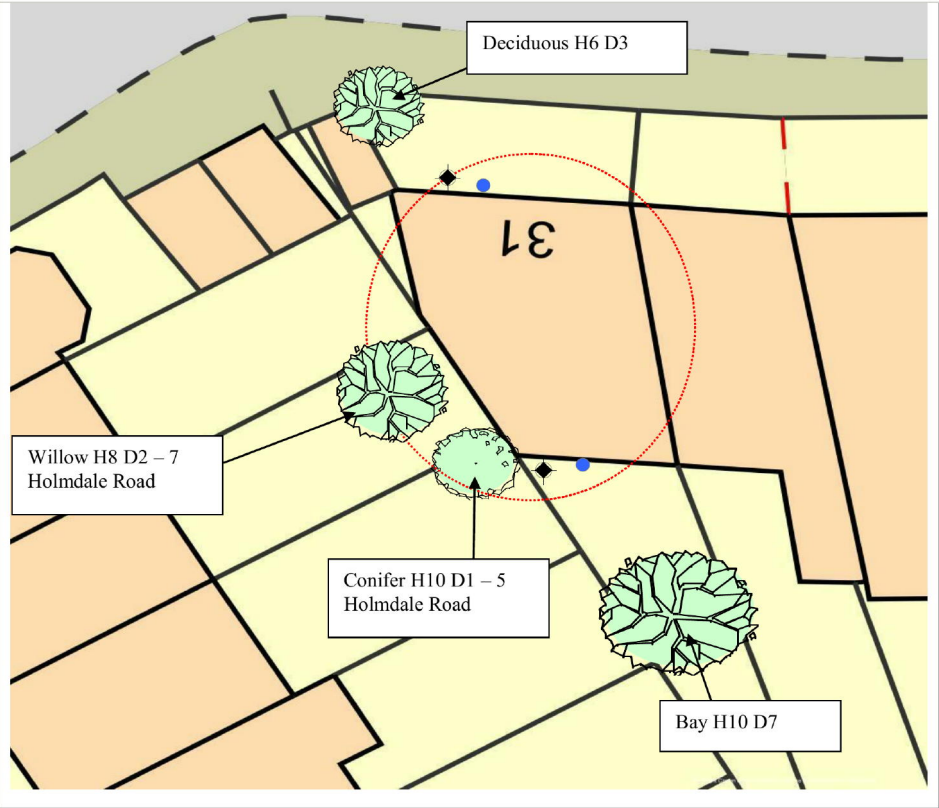 Deciduous H6 D3
31
Willow H8 D2 – 7
Holmdale Road
Conifer H10 D1 – 5
Holmdale Road
Bay H10 D7